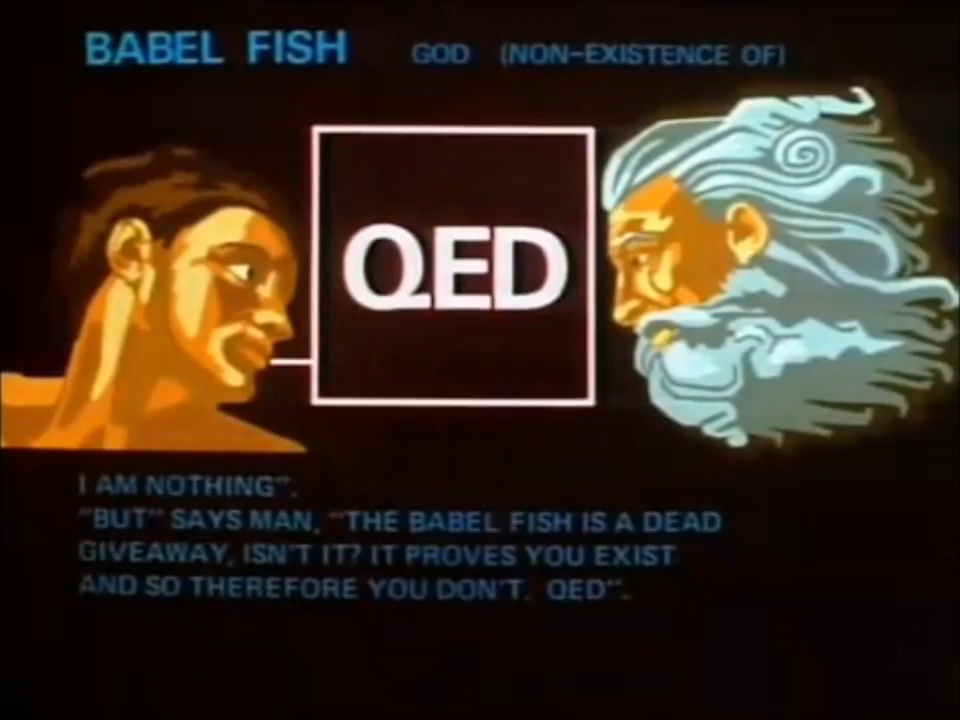 BABEL FISH GOD (NON-EXISTENCE OF)
QED
I AM NOTHING".
"BUT" SAYS MAN, "THE BABEL FISH IS A DEAD
GIVEAWAY, ISN'T IT? IT PROVES YOU EXIST
AND SO THEREFORE YOU DON'T. QED".